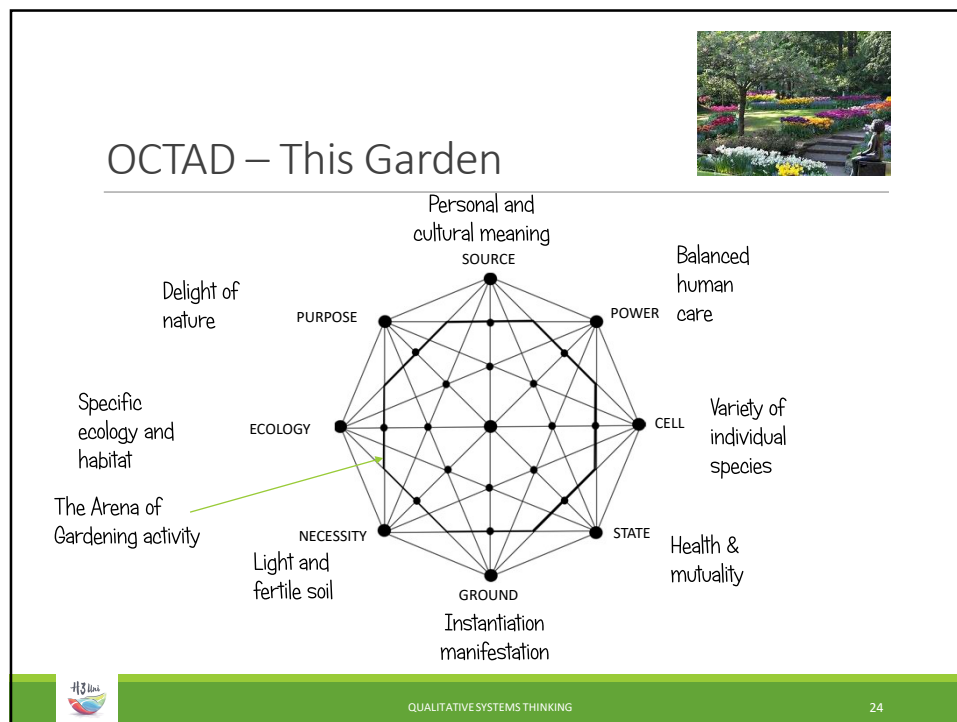 OCTAD – This Garden
Personal and
cultural meaning
SOURCE
Balanced
human
care
POWER
Delight of
nature
PURPOSE
Specific
ecology and
habitat
ECOLOGY
CELL
Variety of
individual
species
The Arena of
Gardening activity
NECESSITY
Light and
fertile soil
STATE
Health &
mutuality
GROUND
Instantiation
manifestation
H3Uni
QUALITATIVE SYSTEMS THINKING
24